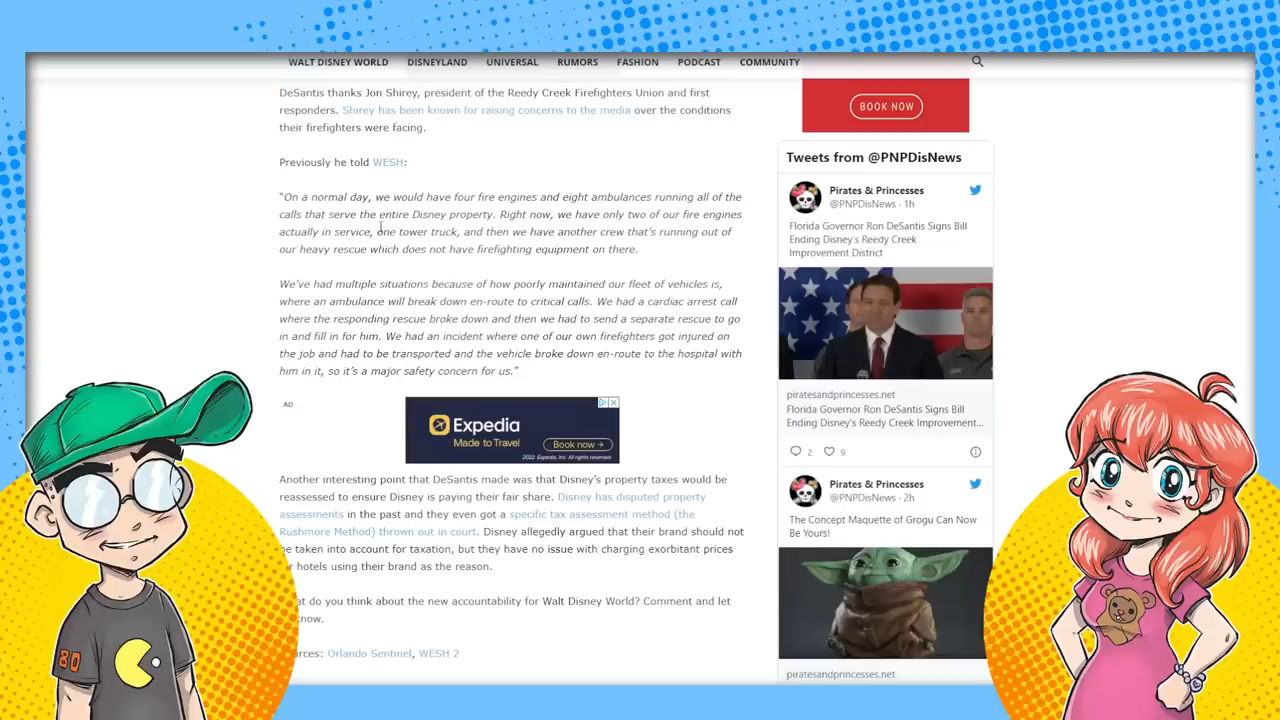 WALT DISNEY WORLD DISNEYLAND UNIVERSAL RUMORS FASHION PODCAST COMMUNITY
DeSantis thanks Jon Shirey, president of the Reedy Creek Firefighters Union and first
responders. Shirey has been known for raising concerns to the media over the conditions
their firefighters were facing.
Previously he told WESH:
“On a normal day, we would have four fire engines and eight ambulances running all of the
calls that serve the entire Disney property. Right now, we have only two of our fire engines
actually in service, one tower truck, and then we have another crew that’s running out of
our heavy rescue which does not have firefighting equipment on there.
We’ve had multiple situations because of how poorly maintained our fleet of vehicles is,
where an ambulance will break down en-route to critical calls. We had a cardiac arrest call
where the responding rescue broke down and then we had to send a separate rescue to go
in and fill in for him. We had an incident where one of our own firefighters got injured on
the job and had to be transported and the vehicle broke down en-route to the hospital with
him in it, so it’s a major safety concern for us.”
AD
Expedia
Made to Travel
Book now →
2022 Expedia, Inc. All rights reserved.
Another interesting point that DeSantis made was that Disney’s property taxes would be
reassessed to ensure Disney is paying their fair share. Disney has disputed property
assessments in the past and they even got a specific tax assessment method (the
Rushmore Method) thrown out in court. Disney allegedly argued that their brand should not
be taken into account for taxation, but they have no issue with charging exorbitant prices
hotels using their brand as the reason.
do you think about the new accountability for Walt Disney World? Comment and let
know.
Orlando Sentinel, WESH 2
BOOK NOW
Tweets from @PNPDisNews
Pirates & Princesses
@PNPDisNews · 1h
Florida Governor Ron DeSantis Signs Bill
Ending Disney's Reedy Creek
Improvement District
piratesandprincesses.net
Florida Governor Ron DeSantis Signs Bill
Ending Disney's Reedy Creek Improvement...
2 9
Pirates & Princesses
@PNPDisNews · 2h
The Concept Maquette of Grogu Can Now
Be Yours!
piratesandprincesses.net
80